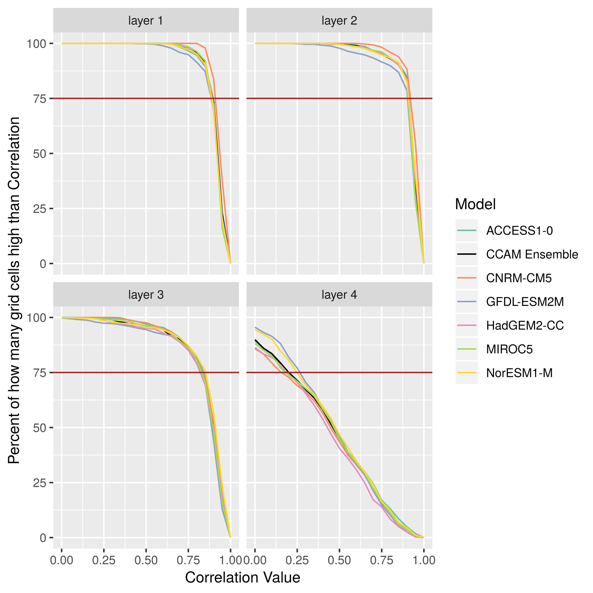 layer 1
layer 2
100
75
50
25
0
layer 3
layer 4
100
75
50
25
0
0.00 0.25 0.50 0.75 1.00
0.00 0.25 0.50 0.75 1.00
Correlation Value
Percent of how many grid cells high than Correlation
Model
ACCESS1-0
CCAM Ensemble
CNRM-CM5
GFDL-ESM2M
HadGEM2-CC
MIROC5
NorESM1-M